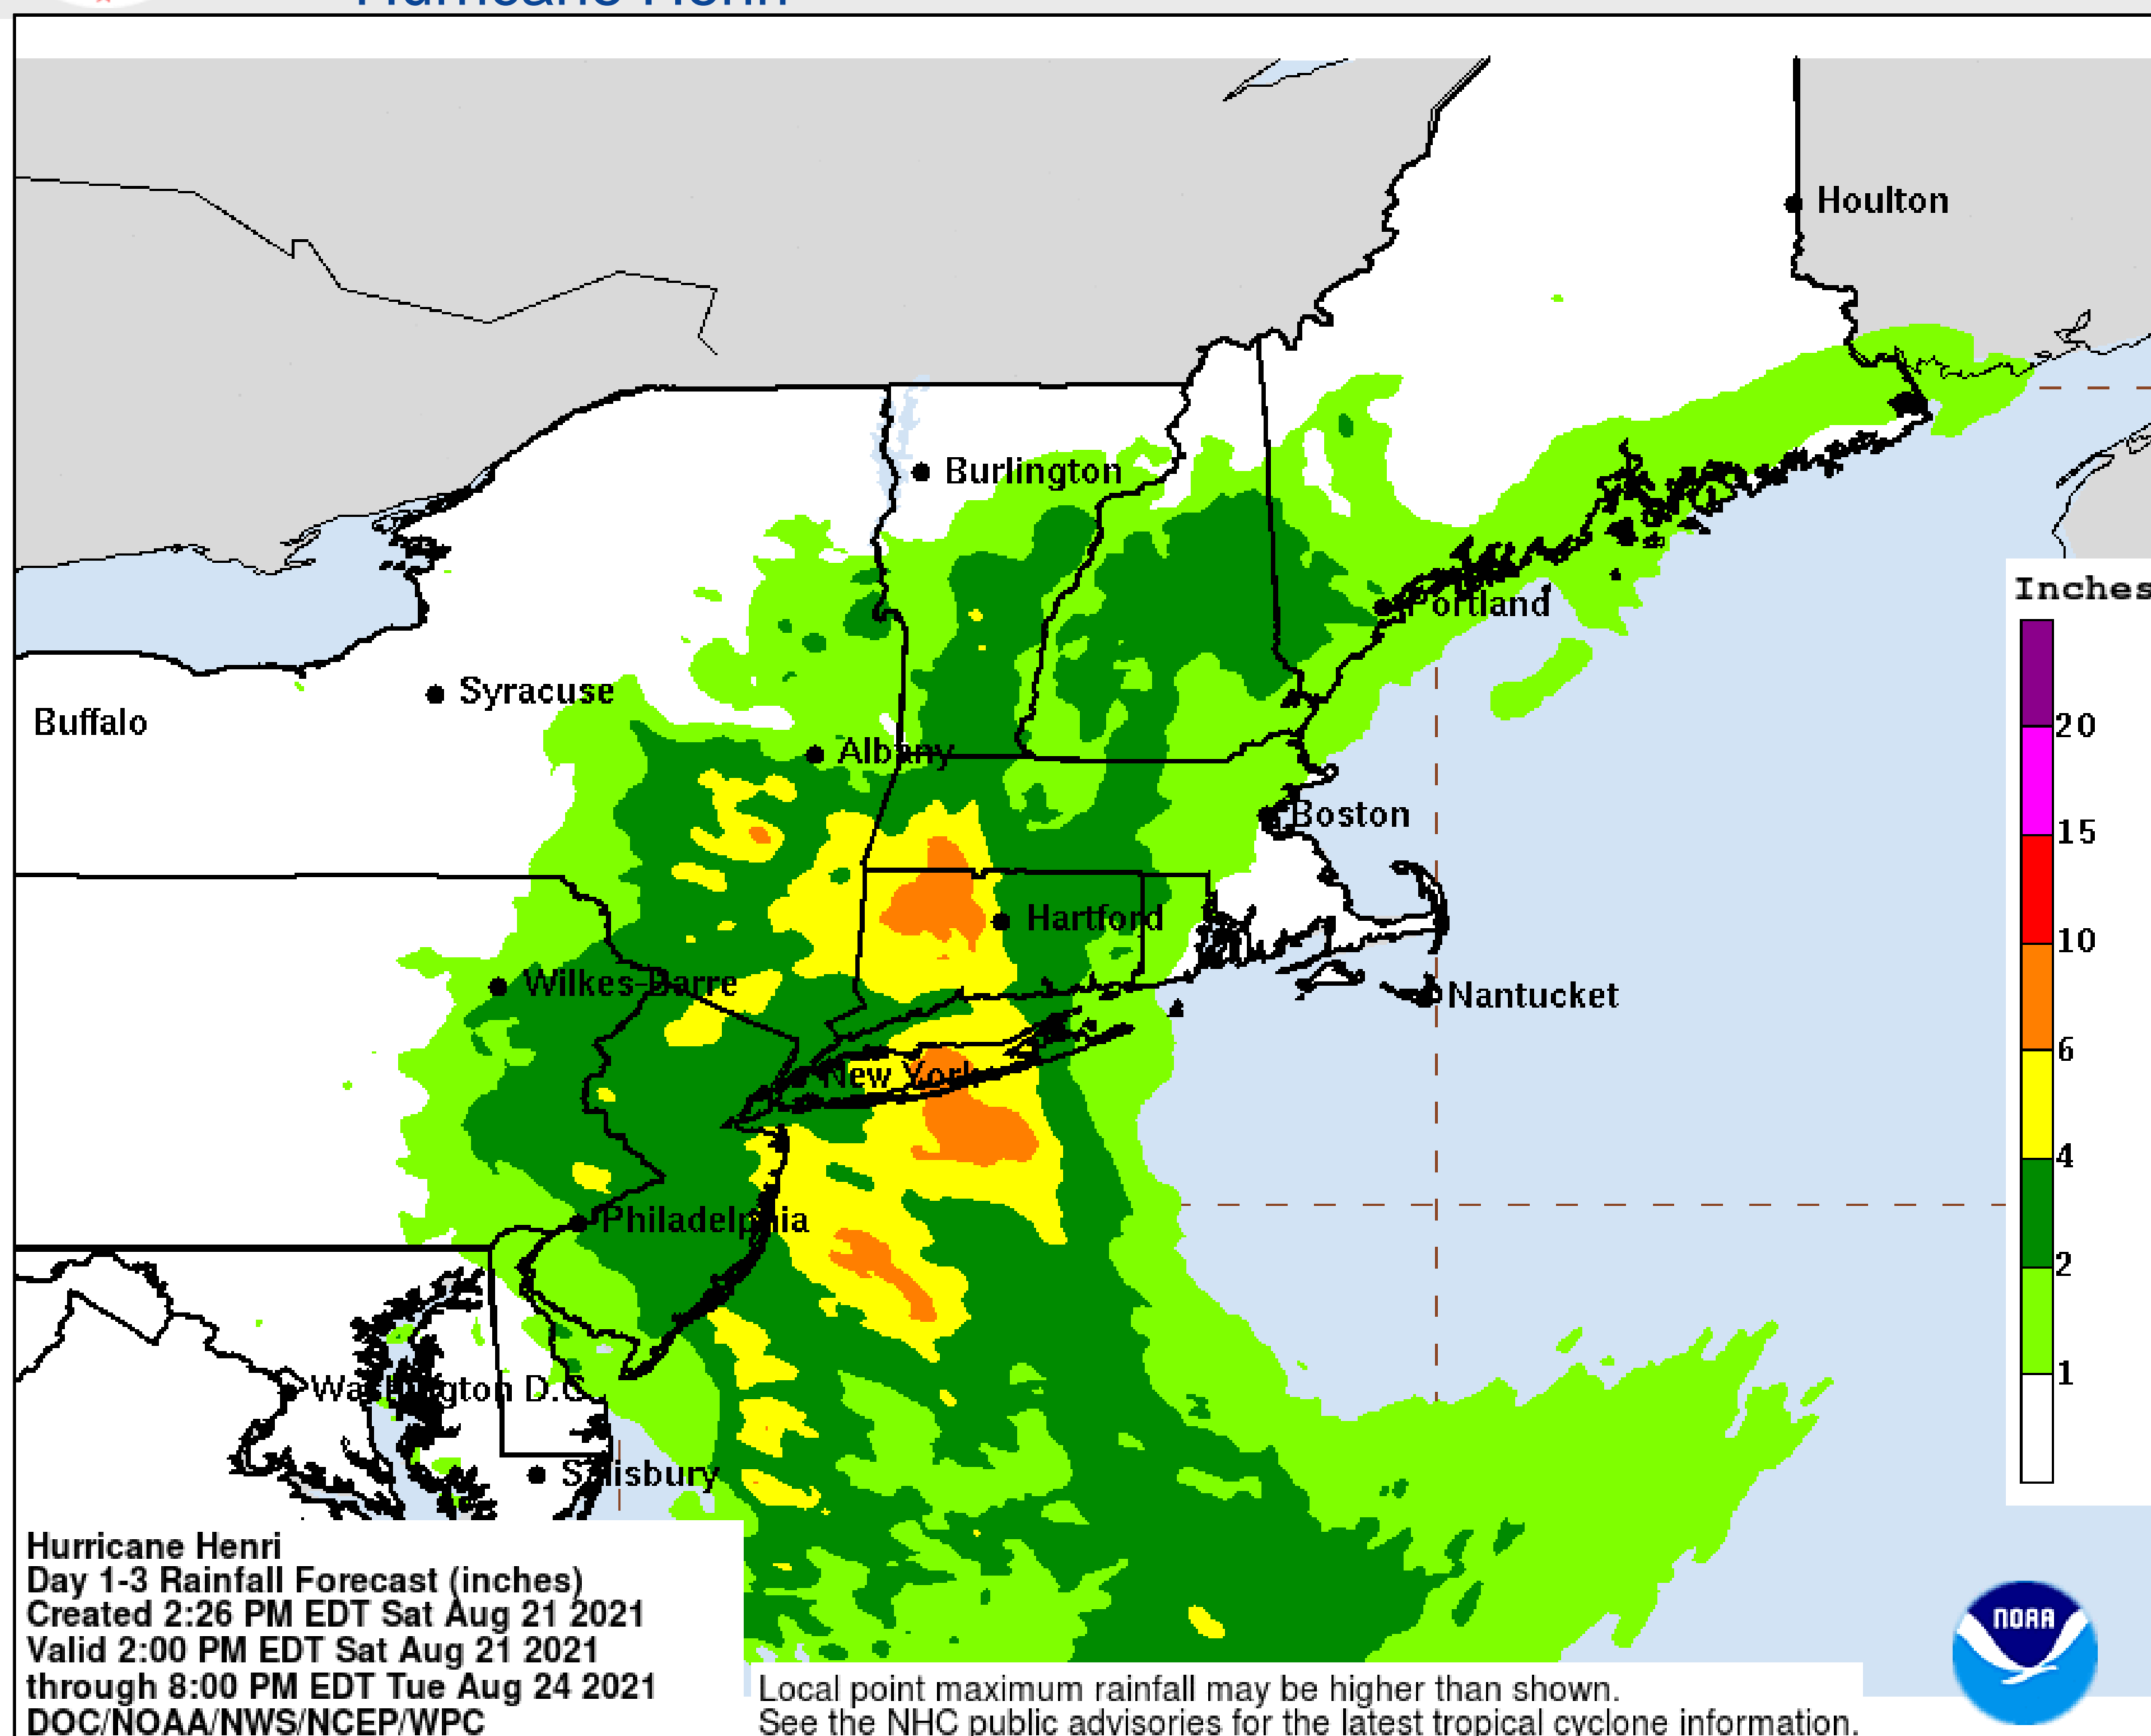 Hurricane Henri
Houlton
Burlington
Portland
Syracuse
Buffalo
Albany
Boston
Hartford
Wilkes-Barre
Nantucket
New York
Philadelphia
Washington D.C.
Salisbury
Inches
20
15
10
6
4
2
1
Hurricane Henri
Day 1-3 Rainfall Forecast (inches)
Created 2:26 PM EDT Sat Aug 21 2021
Valid 2:00 PM EDT Sat Aug 21 2021
through 8:00 PM EDT Tue Aug 24 2021
DOC/NOAA/NWS/NCEP/WPC
Local point maximum rainfall may be higher than shown.
See the NHC public advisories for the latest tropical cyclone information.
NOAA